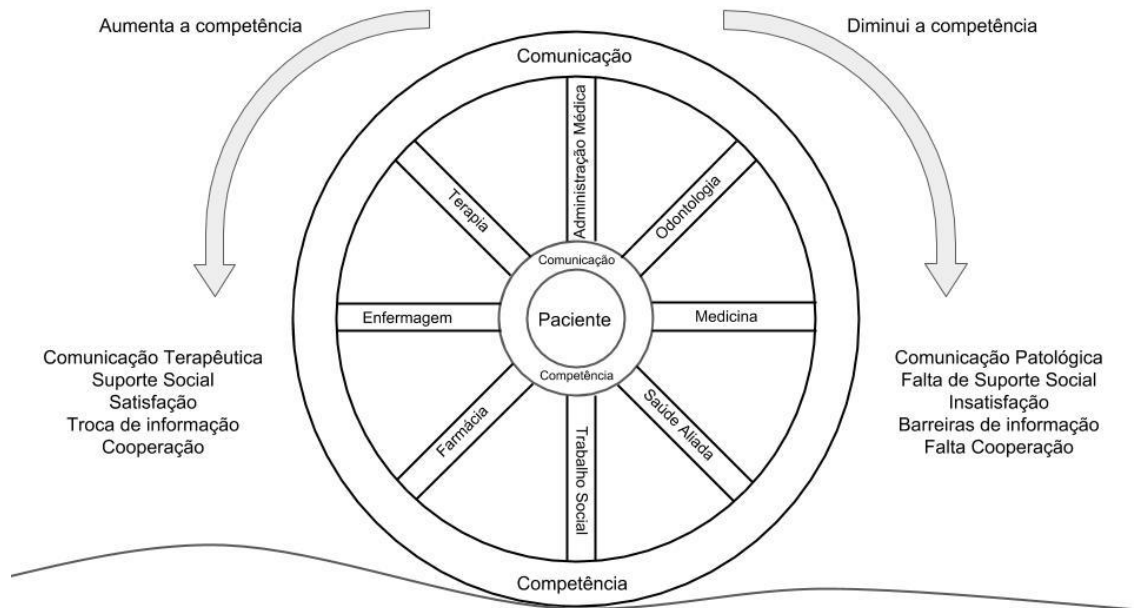 Aumenta a competência
Diminui a competência
Comunicação
Administração Médica
Terapia
Odontologia
Comunicação
Enfermagem
Paciente
Medicina
Competência
Farmácia
Saúde Aliada
Trabalho Social
Competência
Comunicação Terapêutica
Suporte Social
Satisfação
Troca de informação
Cooperação
Comunicação Patológica
Falta de Suporte Social
Insatisfação
Barreiras de informação
Falta Cooperação